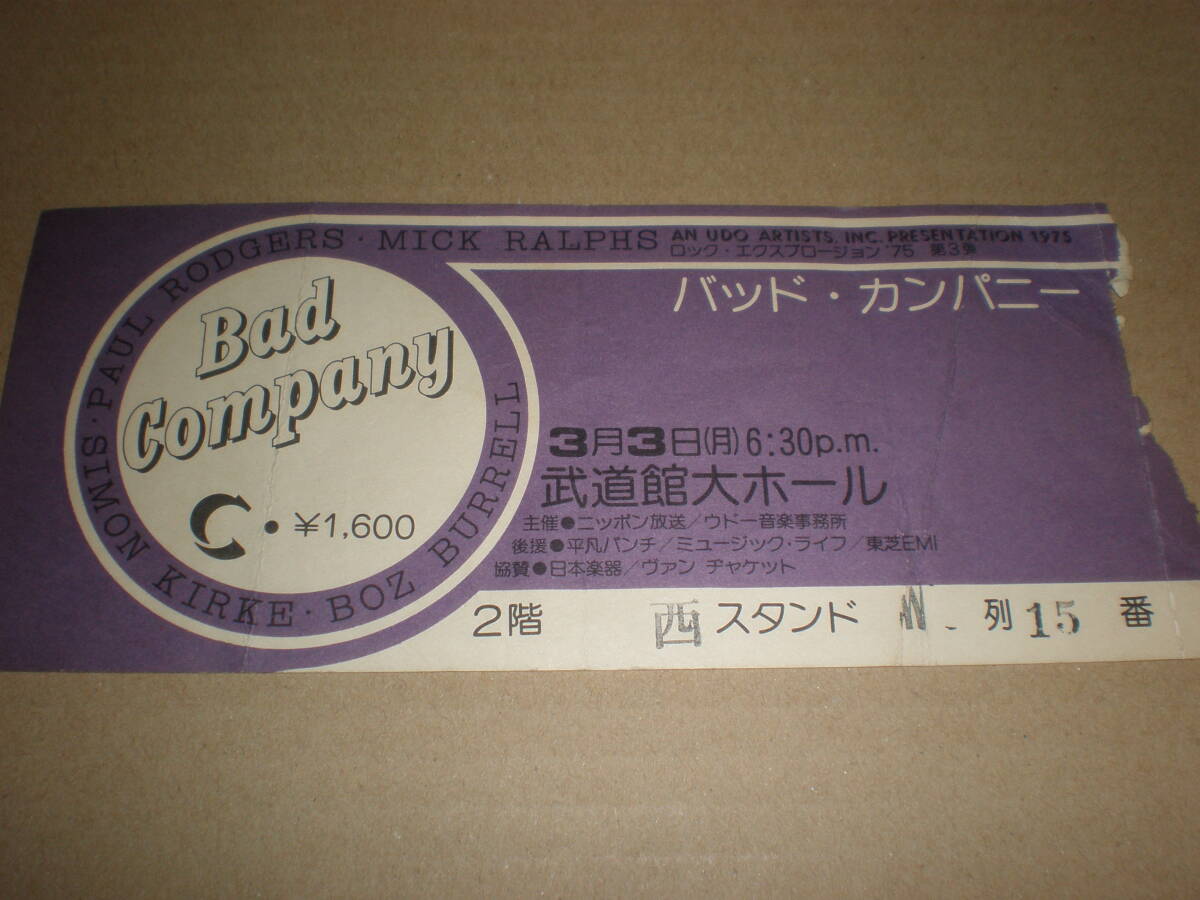 SIMMON KIRKE · BOZ BURRELL · PAUL RODGERS · MICK RALPHS
AN UDO ARTISTS, INC. PRESENTATION 1975
ロック・エクスプロージョン '75 第3弾
バッド・カンパニー
Bad
Company
• ¥1,600
3月3日(月)6:30p.m.
武道館大ホール
主催●ニッポン放送/ウドー音楽事務所
後援●平凡パンチ/ミュージック・ライフ/東芝EMI
協賛●日本楽器/ヴァン ヂャケット
2階 西 スタンド 列 15 番